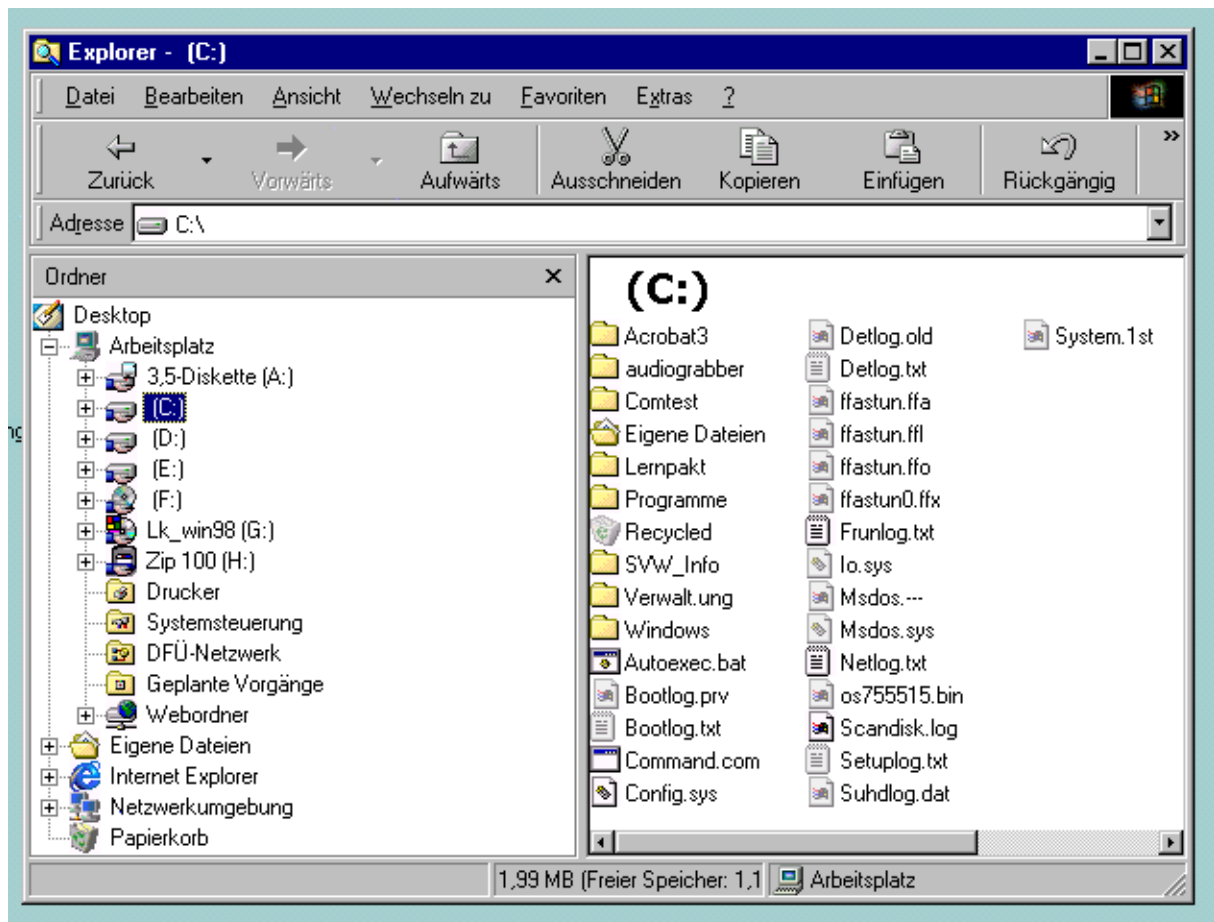 Explorer - (C:)
Datei Bearbeiten Ansicht Wechseln zu Favoriten Extras ?
Zurück Vorwärts Aufwärts Ausschneiden Kopieren Einfügen Rückgängig »
Adresse C:\
Ordner
Desktop
Arbeitsplatz
3,5-Diskette (A:)
(C:)
(D:)
(E:)
(F:)
Lk_win98 (G:)
Zip 100 (H:)
Drucker
Systemsteuerung
DFÜ-Netzwerk
Geplante Vorgänge
Webordner
Eigene Dateien
Internet Explorer
Netzwerkumgebung
Papierkorb
(C:)
Acrobat3
audiograbber
Comtest
Eigene Dateien
Lernpakt
Programme
Recycled
SVW_Info
Verwalt.ung
Windows
Autoexec.bat
Bootlog.prv
Bootlog.txt
Command.com
Config.sys
Detlog.old
Detlog.txt
ffastun.ffa
ffastun.ffl
ffastun.ffo
ffastun0.ffx
Frunlog.txt
Io.sys
Msdos.---
Msdos.sys
Netlog.txt
os755515.bin
Scandisk.log
Setuplog.txt
Suhdlog.dat
System.1st
1,99 MB (Freier Speicher: 1,1 Arbeitsplatz